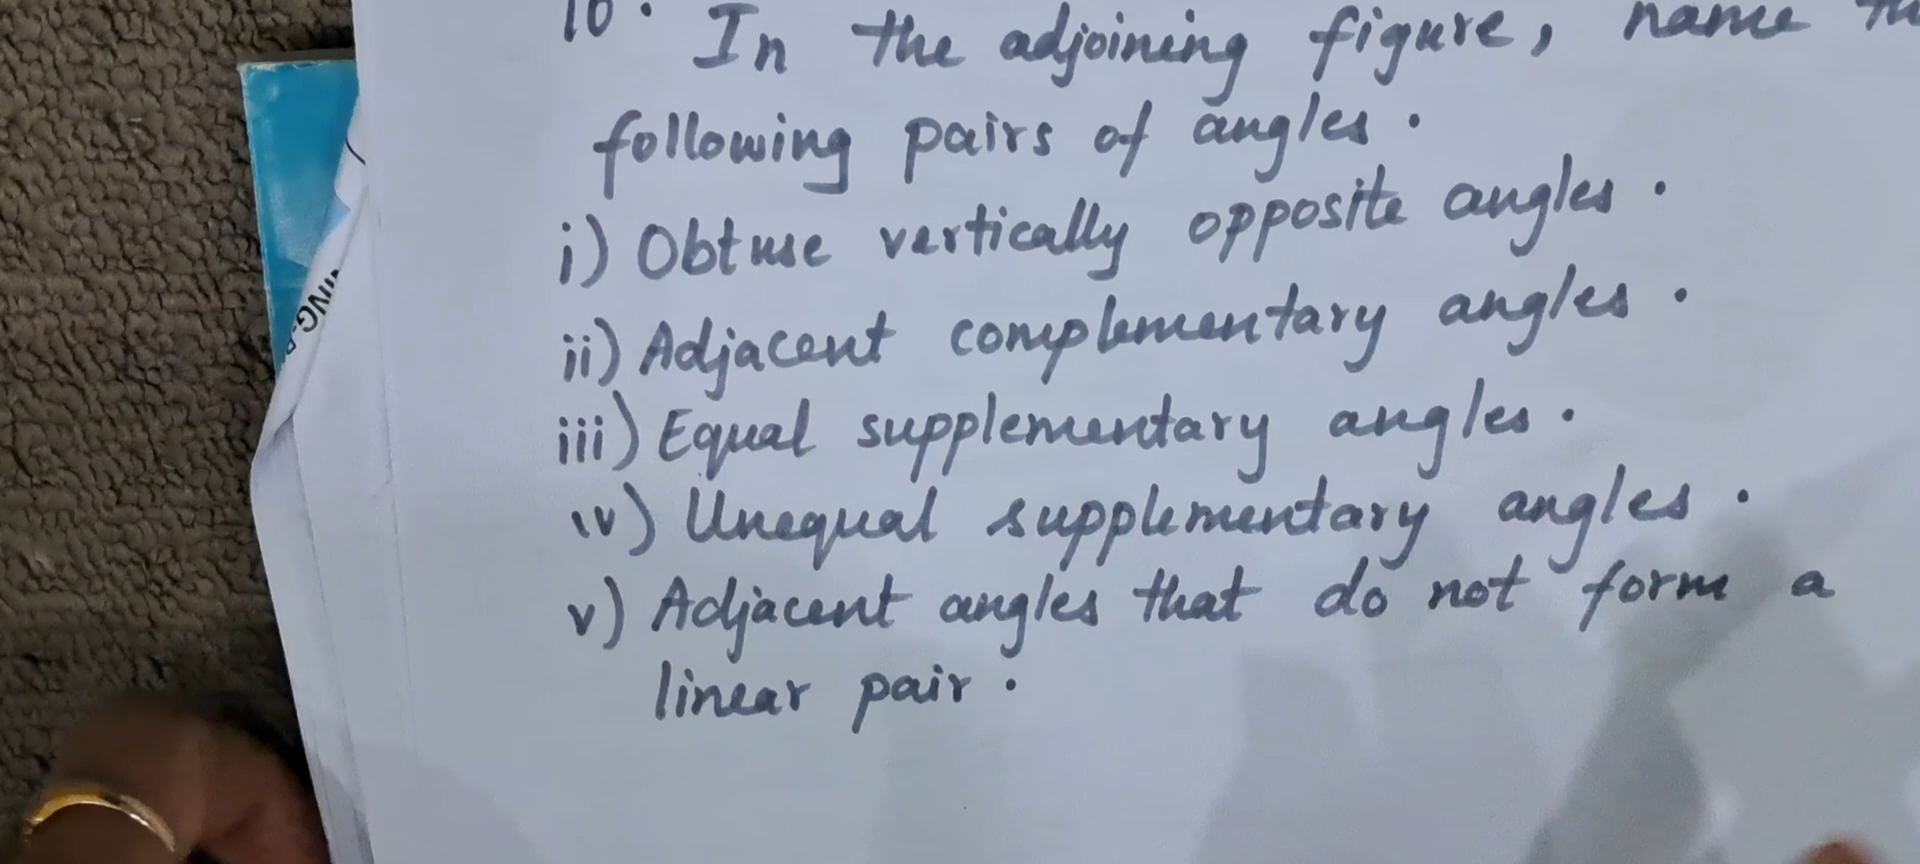 10. In the adjoining figure, name
following pairs of angles.
i) Obtuse vertically opposite angles.
ii) Adjacent complementary angles.
iii) Equal supplementary angles.
iv) Unequal supplementary angles.
v) Adjacent angles that do not form a
linear pair.